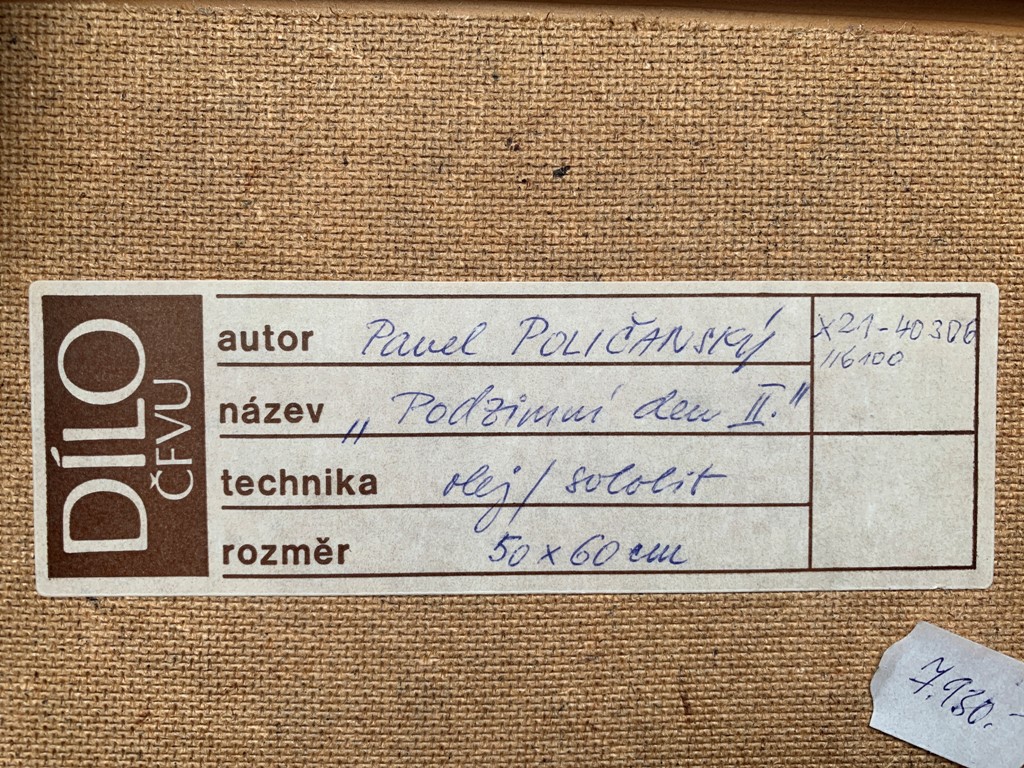 DÍLO
ČFVU
autor Pavel POLIČANSKÝ
název „Podzimní den II."
technika olej / sololit
rozměr 50 x 60 cm
x21-40306
116100
7.930.-